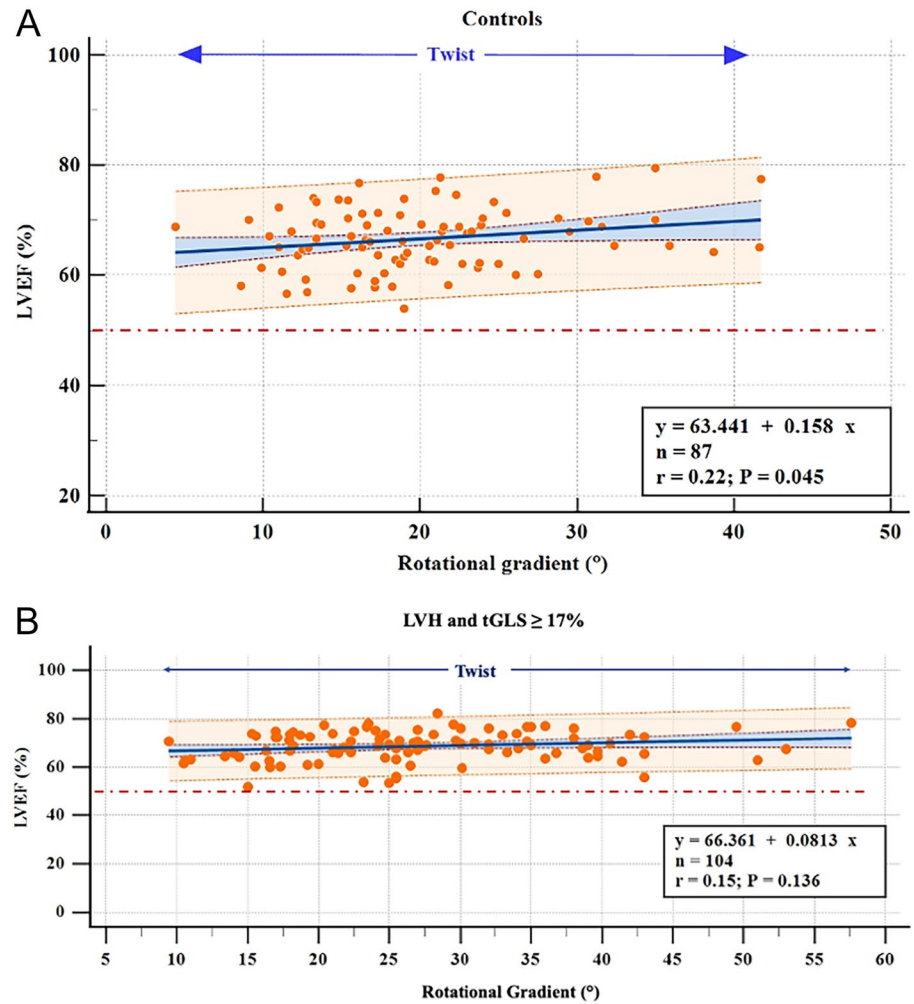 A
Controls
100
Twist
80
60
40
20
LVEF (%)
y = 63.441 + 0.158 x
n = 87
r = 0.22; P = 0.045
0 10 20 30 40 50
Rotational gradient (°)
B
LVH and tGLS ≥ 17%
100
Twist
80
60
40
20
0
LVEF (%)
y = 66.361 + 0.0813 x
n = 104
r = 0.15; P = 0.136
5 10 15 20 25 30 35 40 45 50 55 60
Rotational Gradient (°)